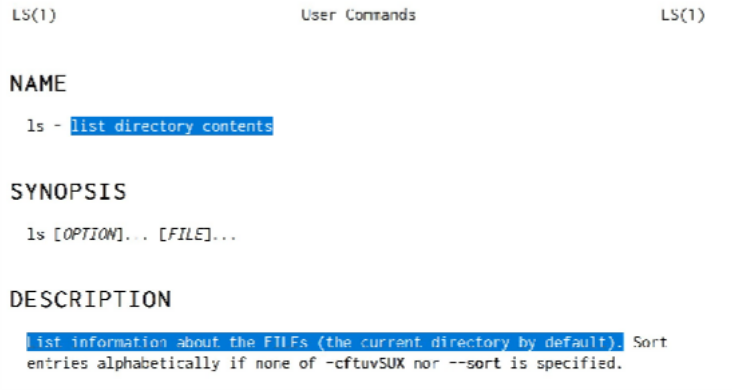 LS(1) User Commands LS(1)
NAME
ls - list directory contents
SYNOPSIS
ls [OPTION]... [FILE]...
DESCRIPTION
List information about the FILEs (the current directory by default). Sort
entries alphabetically if none of -cftuvSUX nor --sort is specified.